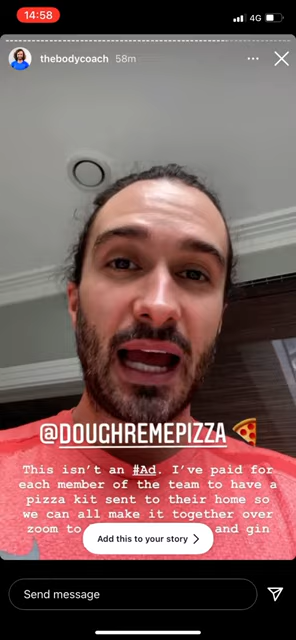 14:58
4G
thebodycoach 58m
@DOUGHREMEPIZZA
This isn't an #Ad. I've paid for
each member of the team to have a
pizza kit sent to their home so
we can all make it together over
zoom to and gin
Add this to your story
Send message